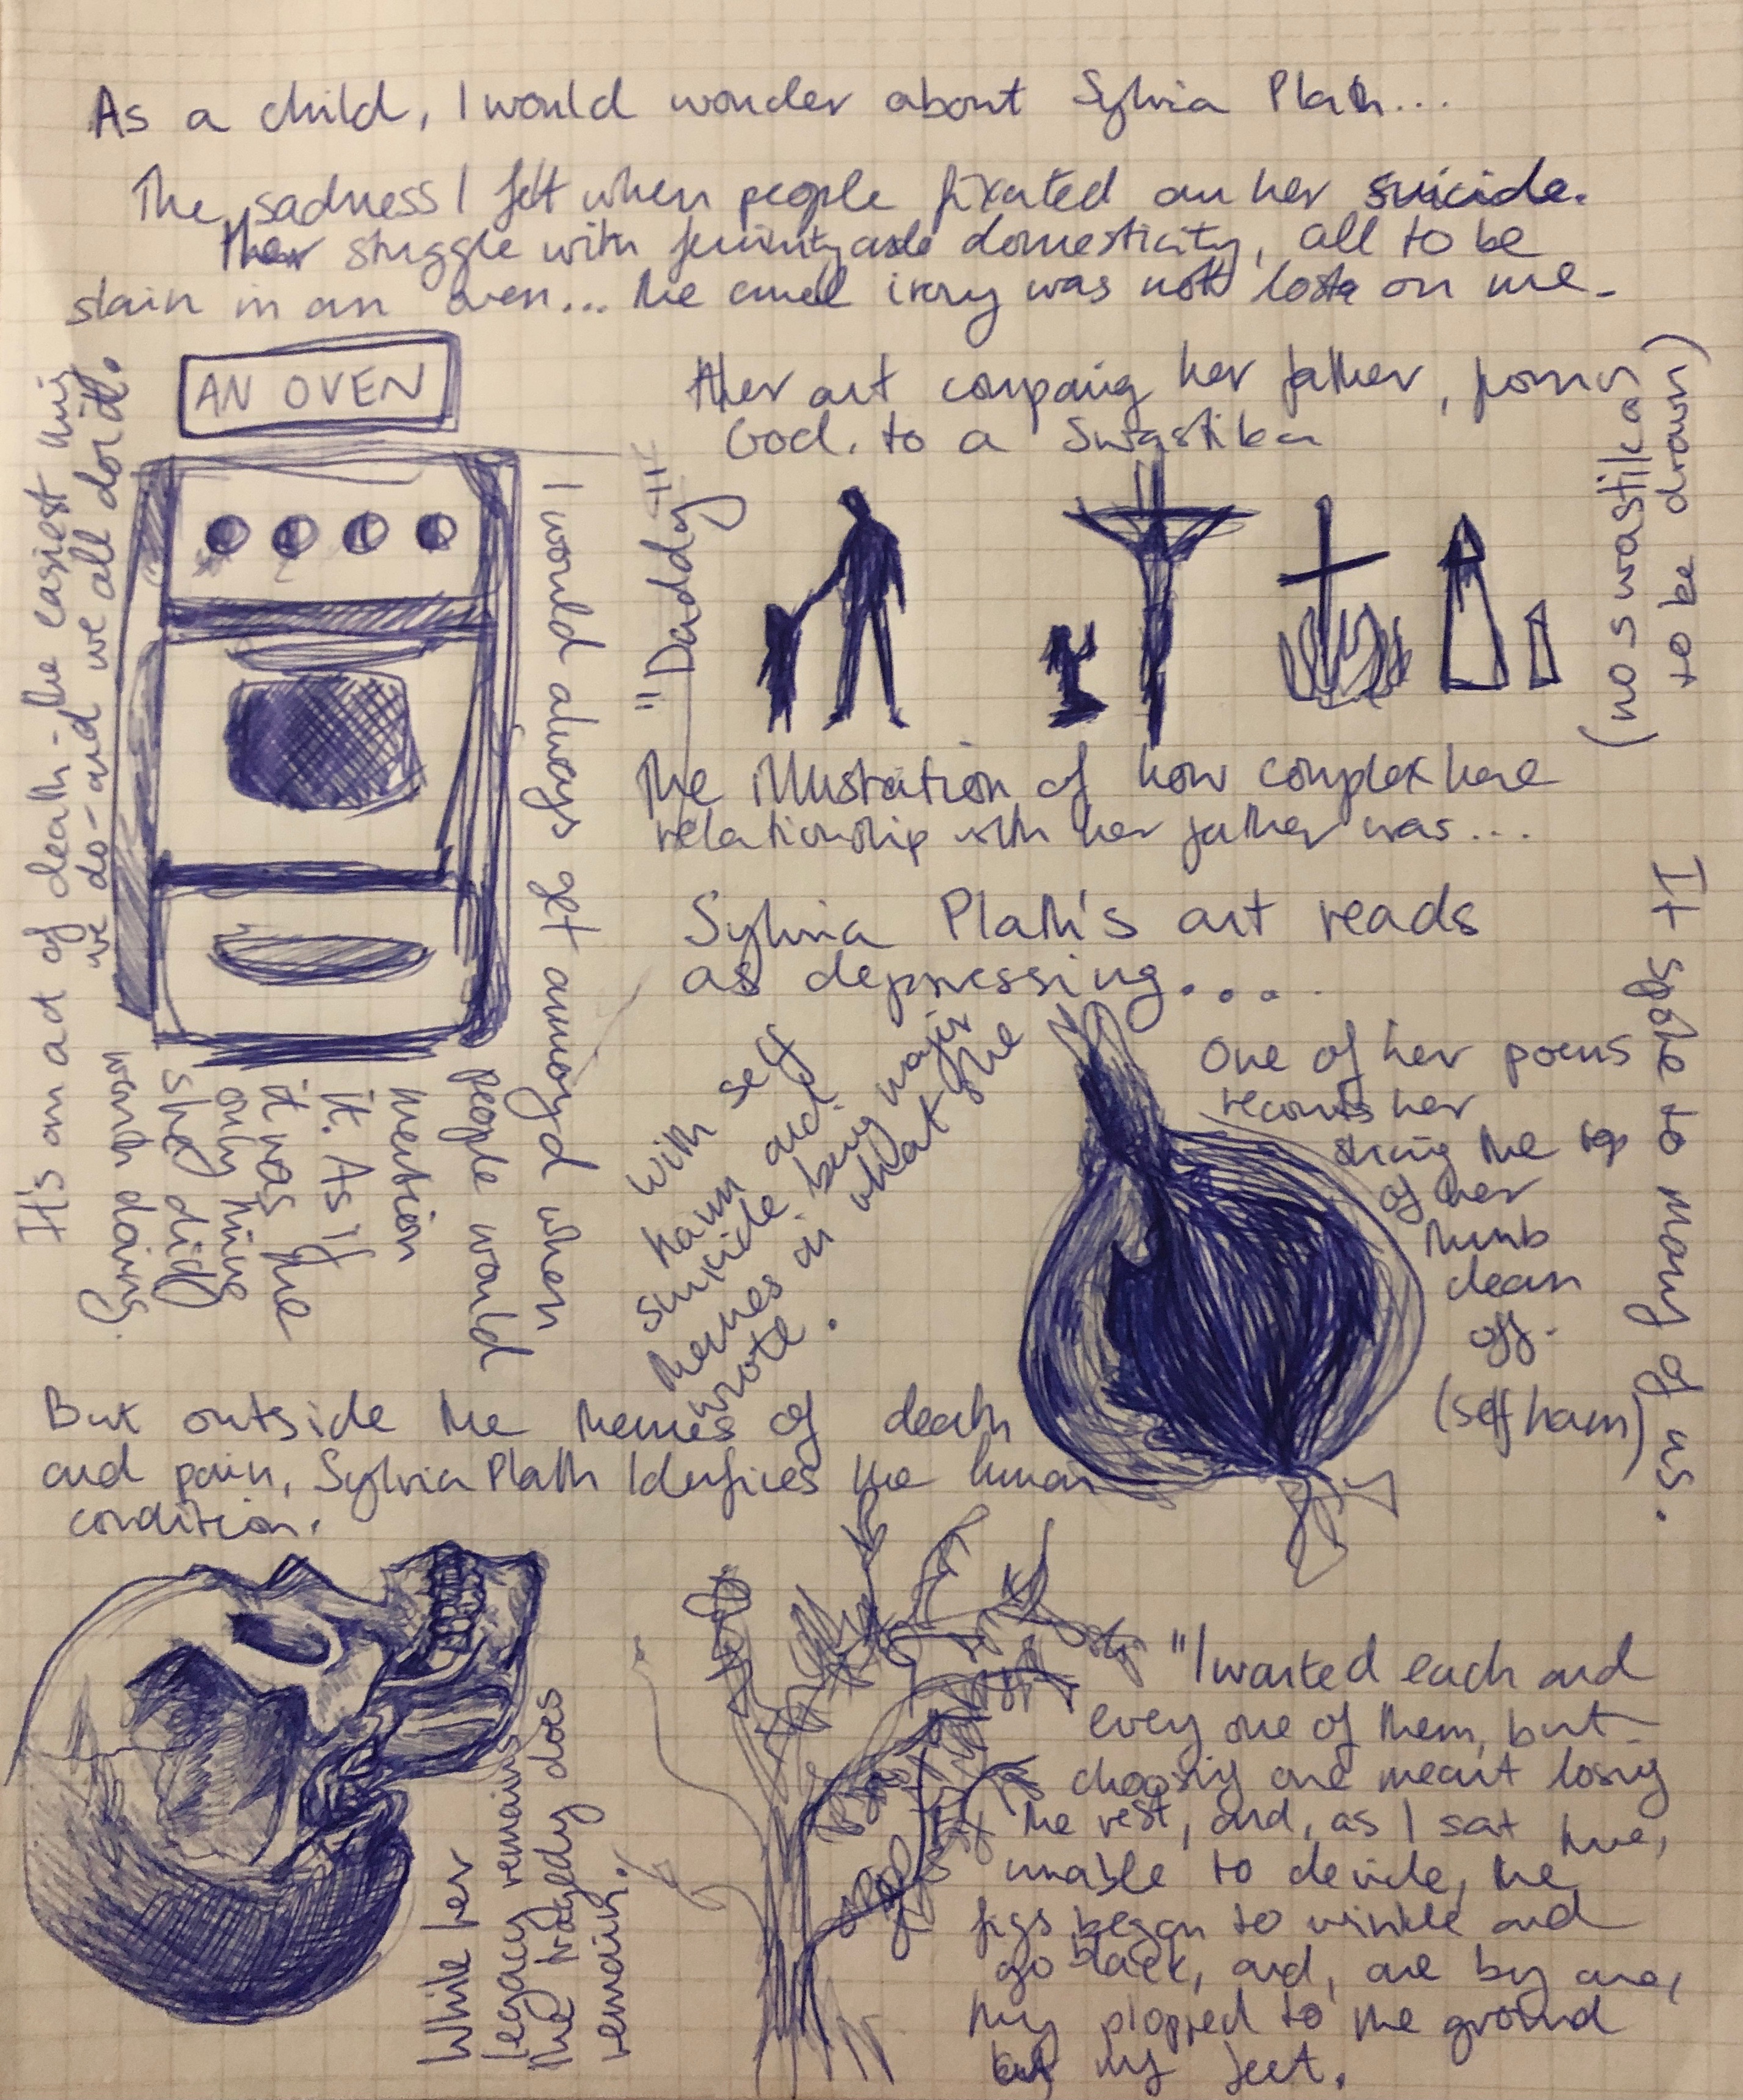 As a child, I would wonder about Sylvia Plath...
The sadness I felt when people fixated on her suicide.
Her struggle with domesticity, all to be
slain in an oven... the cruel irony was not lost on me.
AN OVEN
It's an act of death - the easiest thing
we do - and we all do it.
I would always get annoyed when
people would
mention
it. As if
it was the
only thing
she did
worth doing.
Her art comparing her father, former
God. to a Swastika
"Daddy"
(no swastikas
to be drawn)
The illustration of how complex her
relationship with her father was...
Sylvia Plath's art reads
as depressing....
with self
harm and
suicide being major
themes in what she
wrote.
One of her poems
recounts her
slicing the top
of her
thumb
clean
off.
(self harm)
It spoke to many of us.
But outside the themes of death
and pain, Sylvia Plath Idenfies the human
condition.
While her
legacy remains
the tragedy does
remain.
"I wanted each and
every one of them, but
choosing one meant losing
the rest, and, as I sat there,
unable to decide, the
figs began to wrinkle and
go black, and, one by one,
they plopped to the ground
my feet.